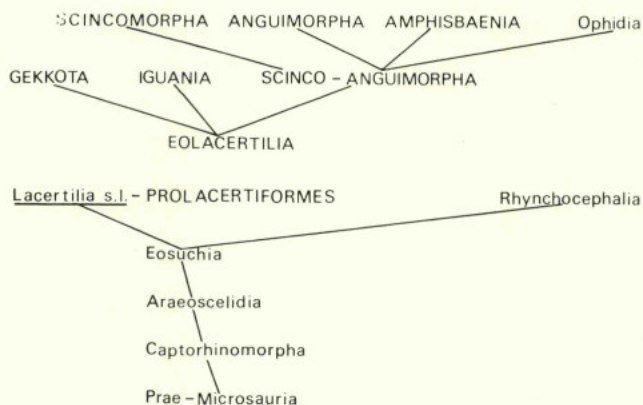 SCINCOMORPHA ANGUIMORPHA AMPHISBAENIA Ophidia
GEKKOTA IGUANIA SCINCO – ANGUIMORPHA
EOLACERTILIA
Lacertilia s.l. – PROLACERTIFORMES Rhynchocephalia
Eosuchia
Araeoscelidia
Captorhinomorpha
Prae – Microsauria